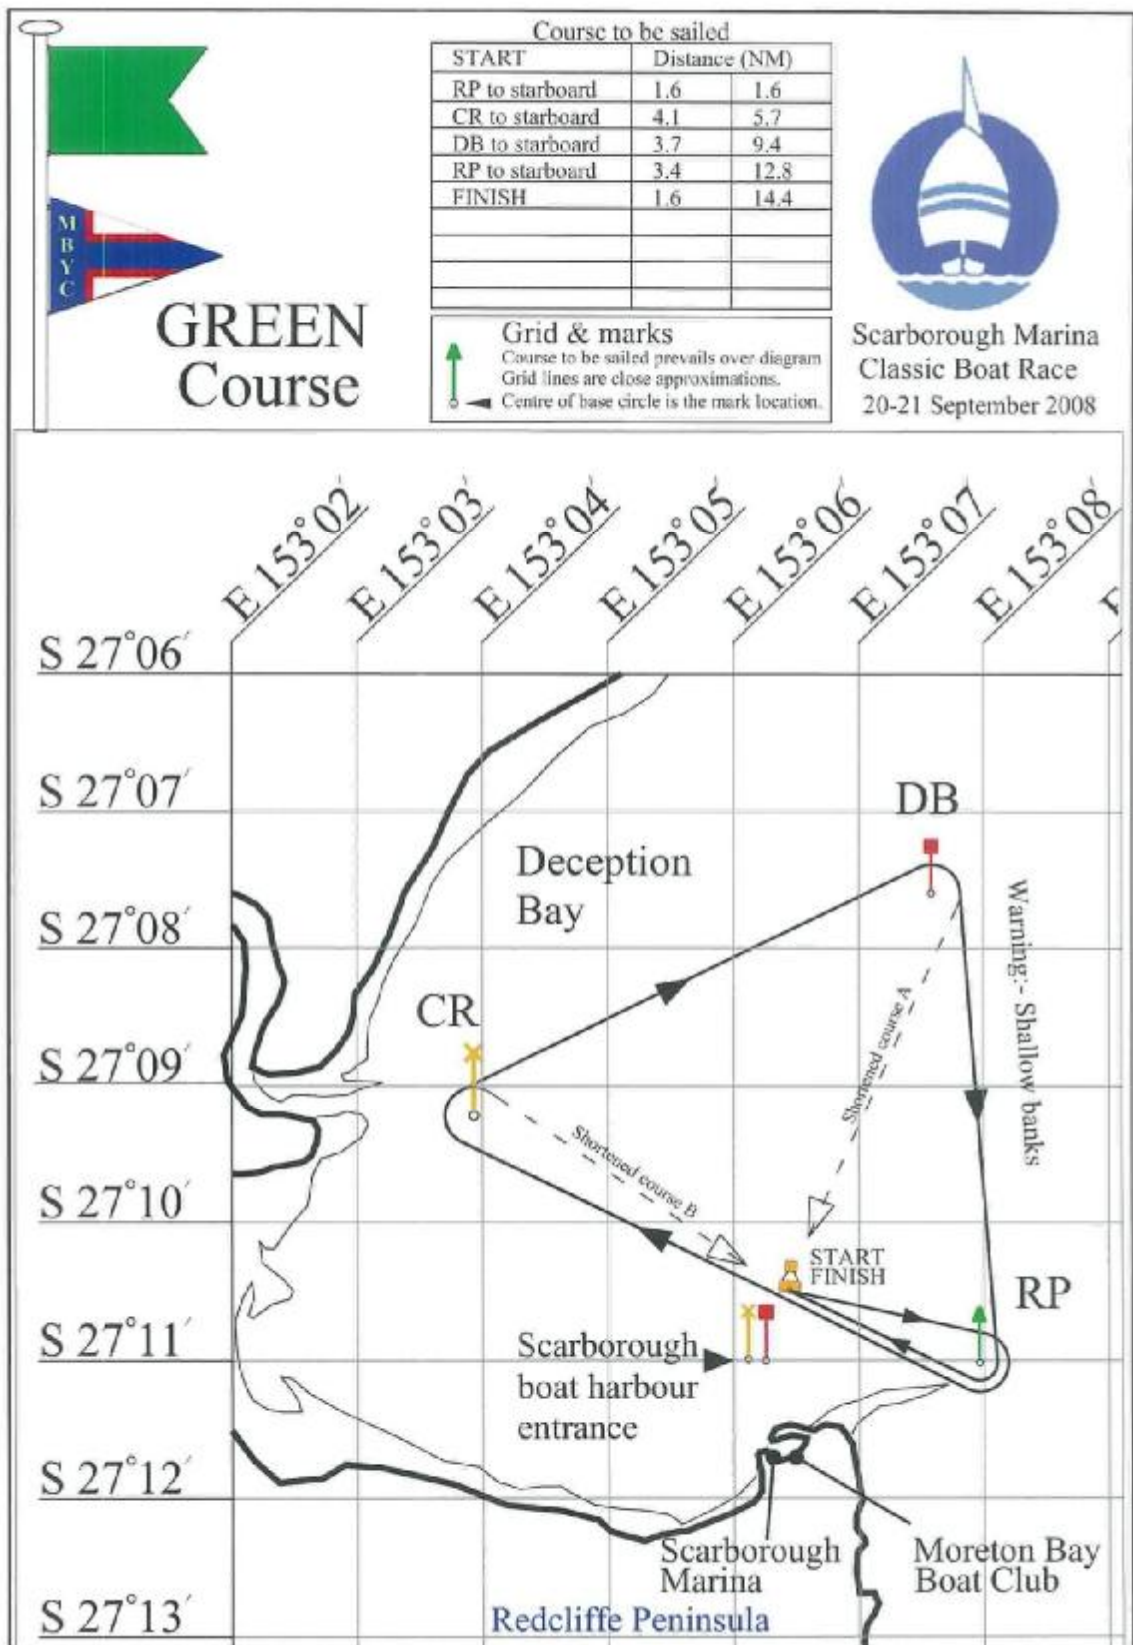 Course to be sailed
START Distance (NM)
RP to starboard 1.6 1.6
CR to starboard 4.1 5.7
DB to starboard 3.7 9.4
RP to starboard 3.4 12.8
FINISH 1.6 14.4
M
B
Y
C
GREEN
Course
Grid & marks
Course to be sailed prevails over diagram
Grid lines are close approximations.
Centre of base circle is the mark location.
Scarborough Marina
Classic Boat Race
20-21 September 2008
E 153°02′
E 153°03′
E 153°04′
E 153°05′
E 153°06′
E 153°07′
E 153°08′
S 27°06′
S 27°07′
S 27°08′
S 27°09′
S 27°10′
S 27°11′
S 27°12′
S 27°13′
DB
Deception
Bay
CR
Warning:- Shallow banks
Shortened course A
Shortened course B
START
FINISH
RP
Scarborough
boat harbour
entrance
Scarborough
Marina
Moreton Bay
Boat Club
Redcliffe Peninsula